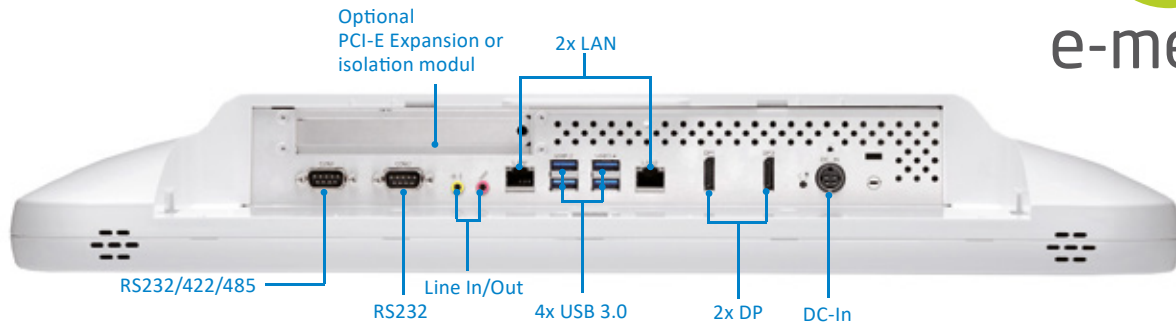 Optional
PCI-E Expansion or
isolation modul
2x LAN
e-me
RS232/422/485
RS232
Line In/Out
4x USB 3.0
2x DP
DC-In